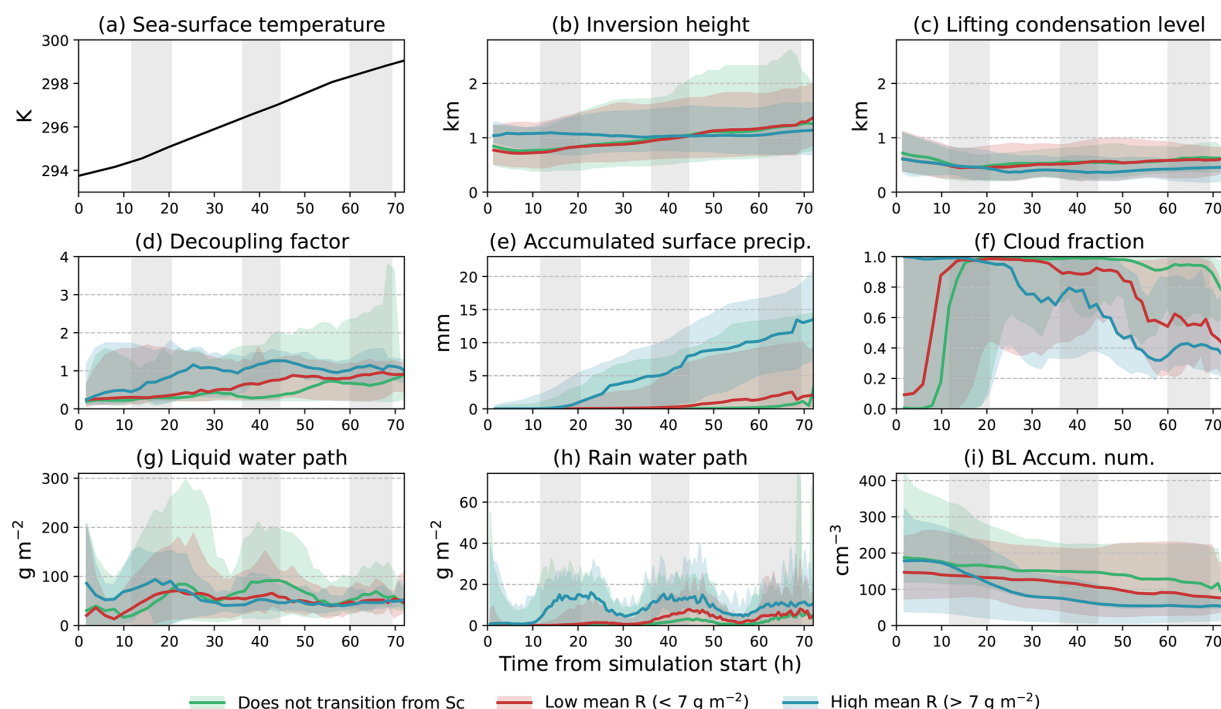 (a) Sea-surface temperature
(b) Inversion height
(c) Lifting condensation level
300
298
296
294
K
0 10 20 30 40 50 60 70
2
1
0
km
0 10 20 30 40 50 60 70
2
1
0
km
0 10 20 30 40 50 60 70
(d) Decoupling factor
(e) Accumulated surface precip.
(f) Cloud fraction
4
3
2
1
0
0 10 20 30 40 50 60 70
20
15
10
5
0
mm
0 10 20 30 40 50 60 70
1.0
0.8
0.6
0.4
0.2
0.0
0 10 20 30 40 50 60 70
(g) Liquid water path
(h) Rain water path
(i) BL Accum. num.
300
200
100
0
g m⁻²
0 10 20 30 40 50 60 70
60
40
20
0
g m⁻²
0 10 20 30 40 50 60 70
400
300
200
100
0
cm⁻³
0 10 20 30 40 50 60 70
Time from simulation start (h)
Does not transition from Sc
Low mean R (< 7 g m⁻²)
High mean R (> 7 g m⁻²)